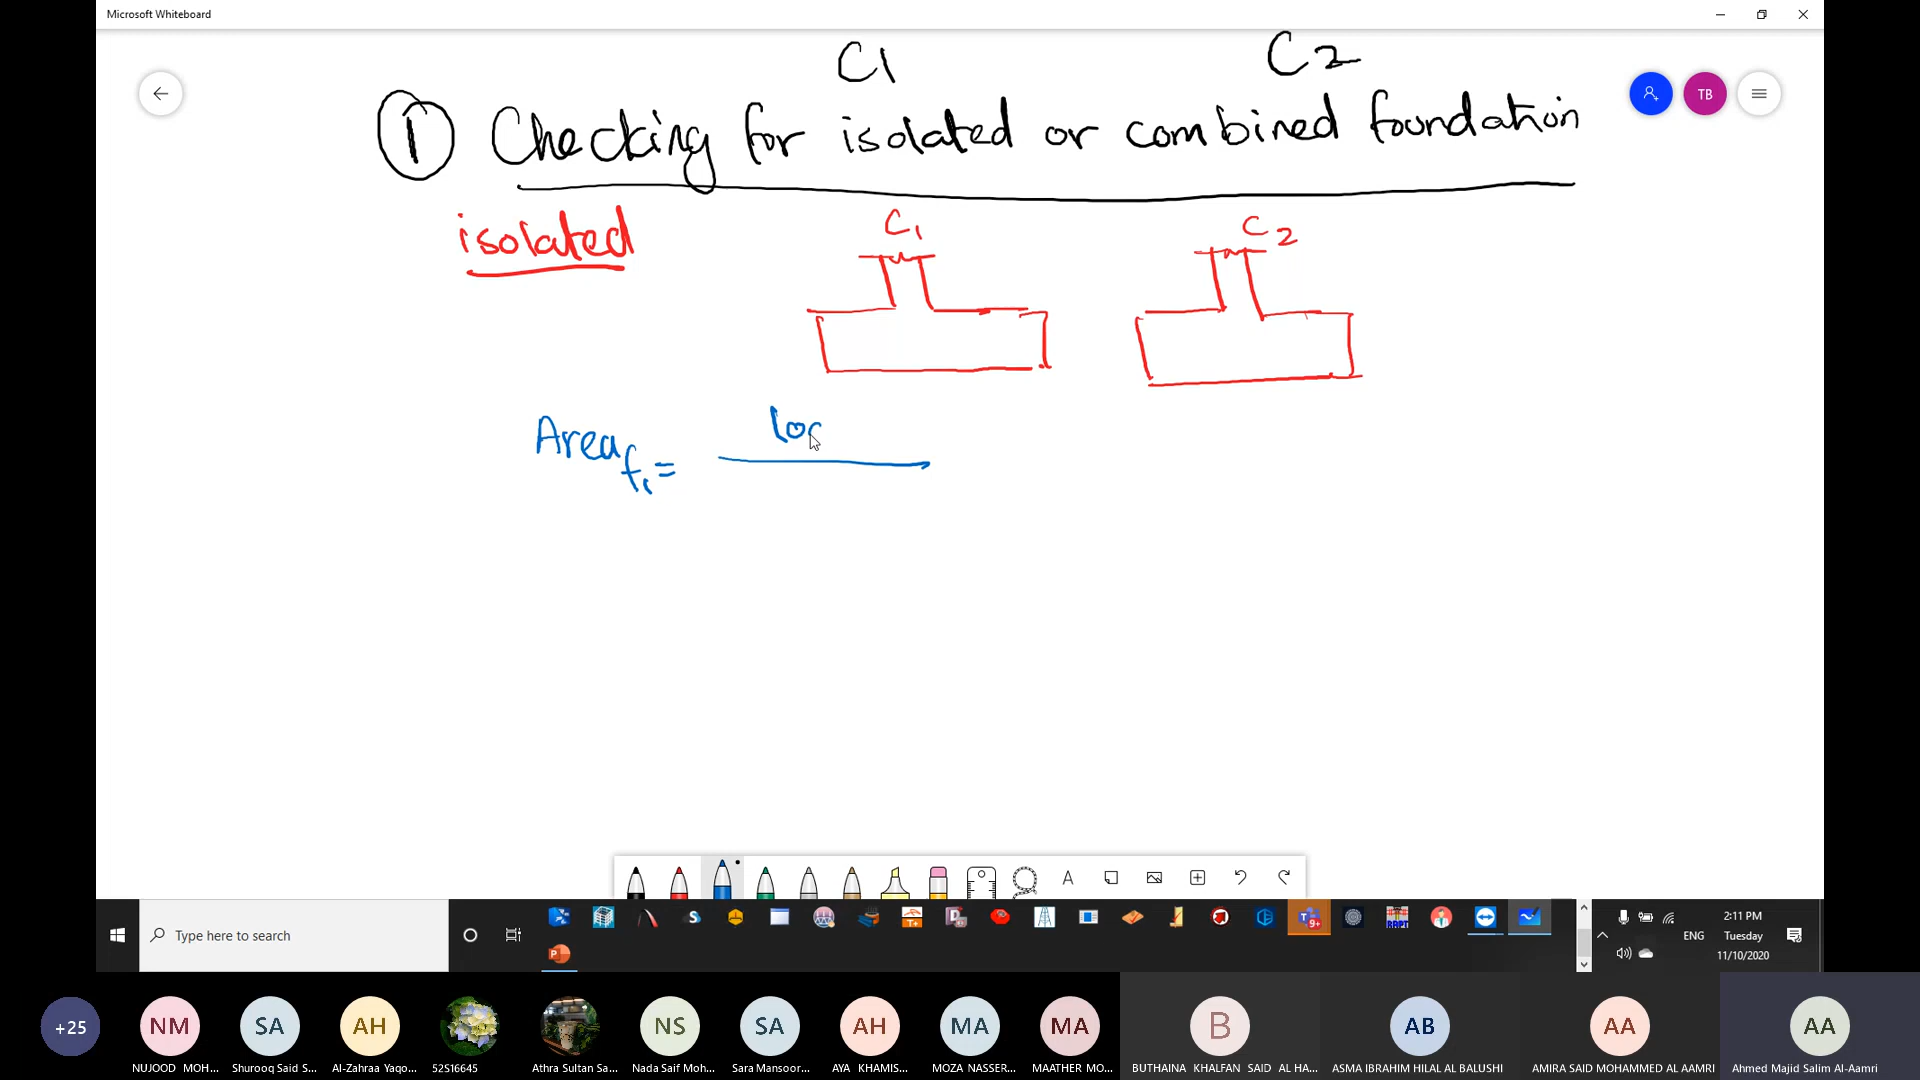 Microsoft Whiteboard
C1 C2
① Checking for isolated or combined foundation
TB
isolated
C1 C2
Area f1 =
loa
A
Type here to search
9+
2:11 PM
ENG Tuesday
11/10/2020
+25 NM SA AH NS SA AH MA MA B AB AA AA
NUJOOD MOH... Shurooq Said S... Al-Zahraa Yaqo... 52S16645 Athra Sultan Sa... Nada Saif Moh... Sara Mansoor... AYA KHAMIS... MOZA NASSER... MAATHER MO... BUTHAINA KHALFAN SAID AL HA... ASMA IBRAHIM HILAL AL BALUSHI AMIRA SAID MOHAMMED AL AAMRI Ahmed Majid Salim Al-Aamri